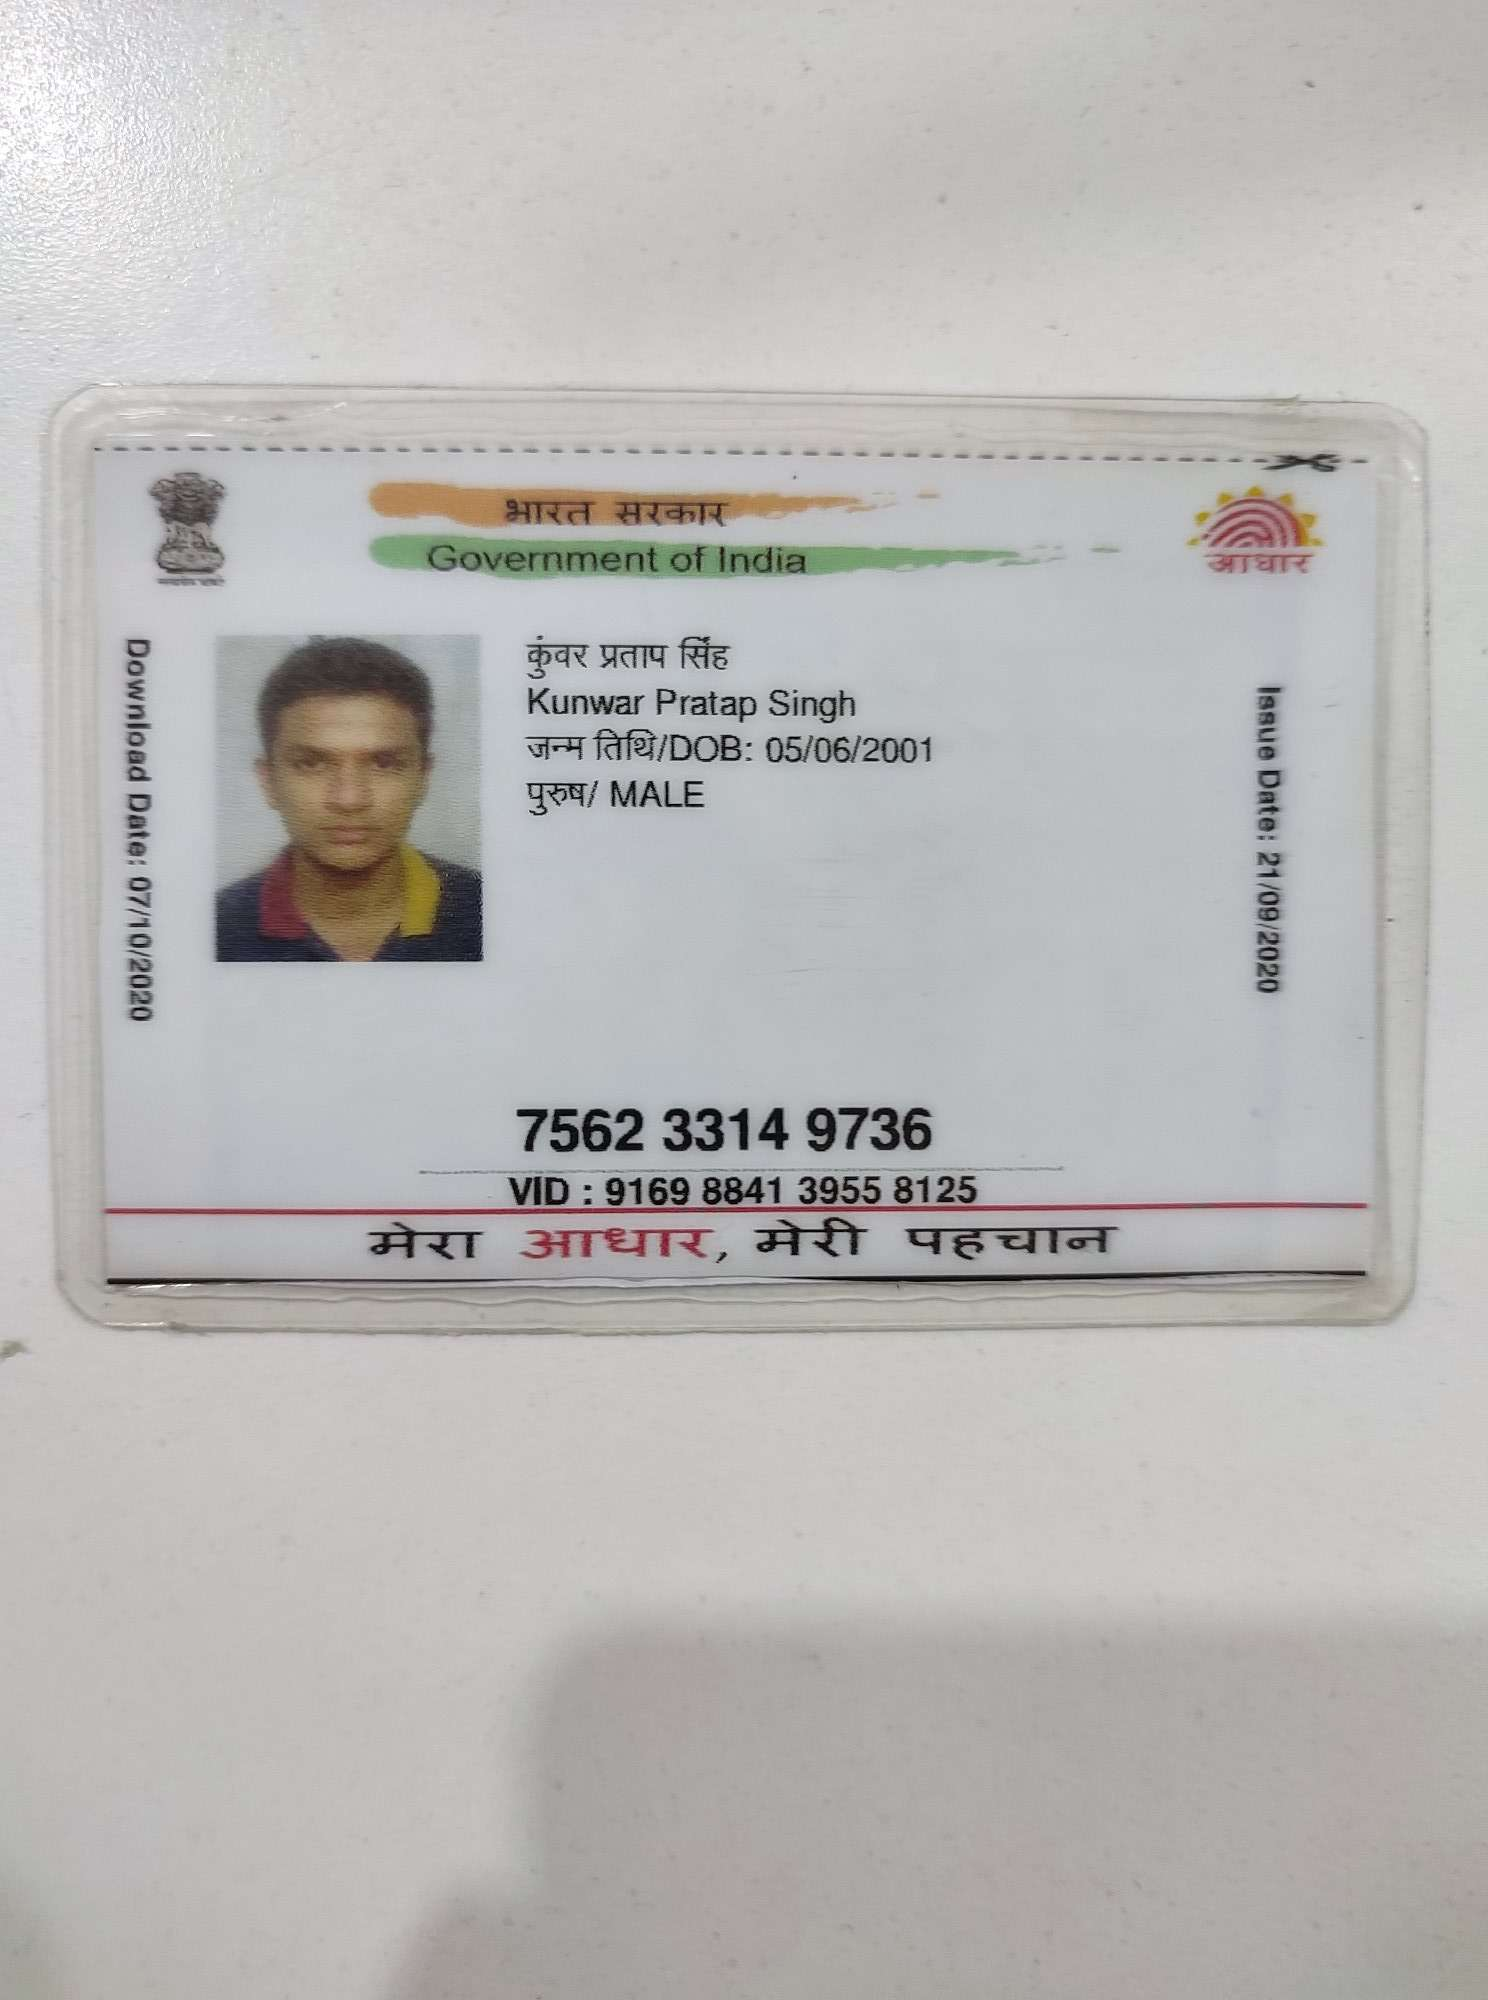 भारत सरकार
Government of India
आधार
Download Date: 07/10/2020
कुंवर प्रताप सिंह
Kunwar Pratap Singh
जन्म तिथि/DOB: 05/06/2001
पुरुष/ MALE
Issue Date: 21/09/2020
7562 3314 9736
VID : 9169 8841 3955 8125
मेरा आधार, मेरी पहचान